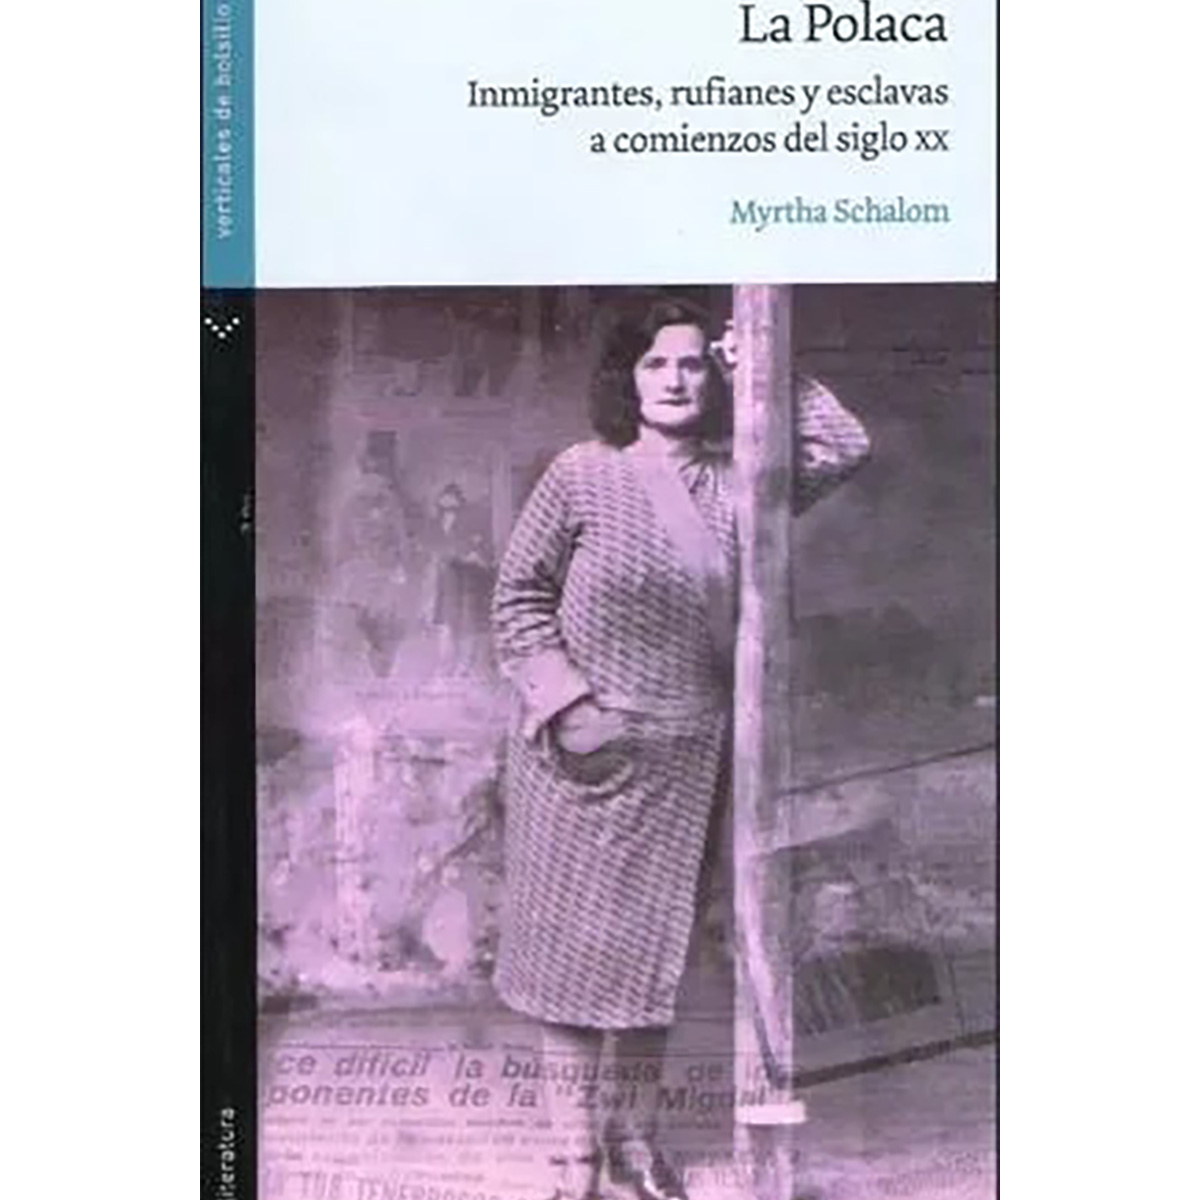 La Polaca
Inmigrantes, rufianes y esclavas
a comienzos del siglo XX
Myrtha Schalom
verticales de bolsillo
ce difícil la búsqueda de
ponentes de la "Zwi Migdal"
iteratura